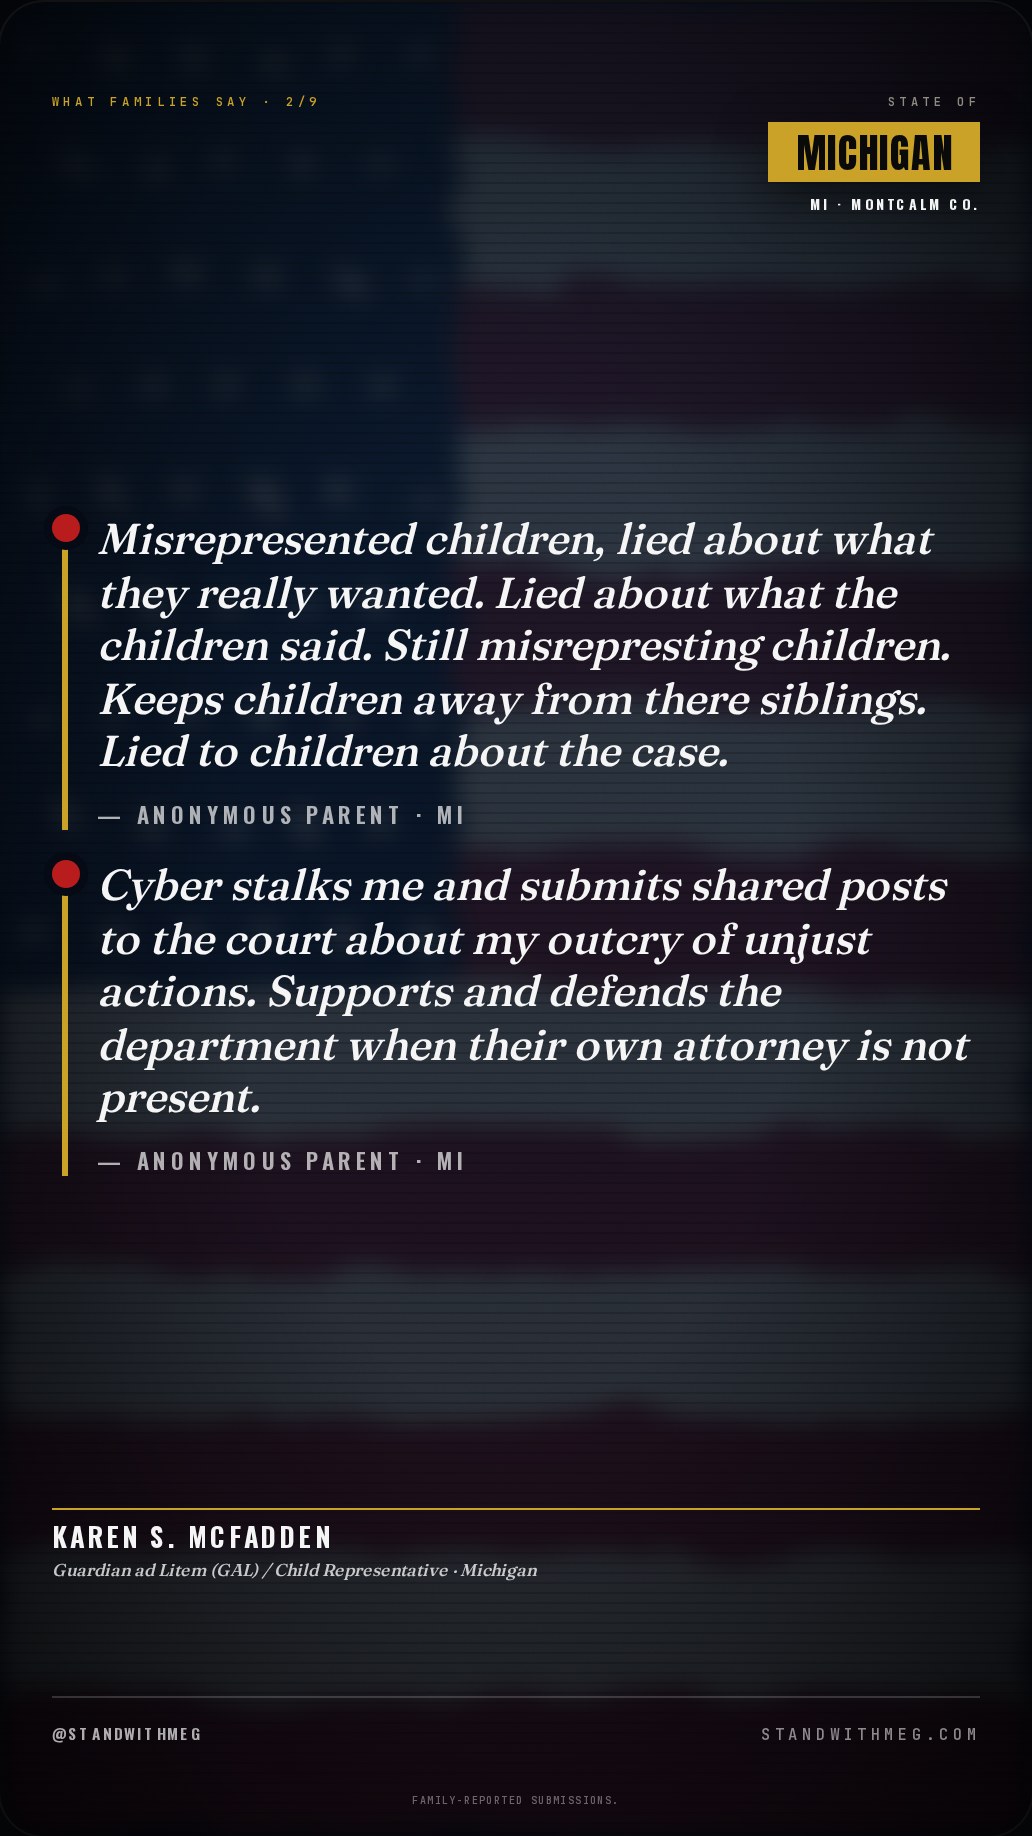 WHAT FAMILIES SAY · 2/9
STATE OF
MICHIGAN
MI · MONTCALM CO.
Misrepresented children, lied about what
they really wanted. Lied about what the
children said. Still misrepresting children.
Keeps children away from there siblings.
Lied to children about the case.
— ANONYMOUS PARENT · MI
Cyber stalks me and submits shared posts
to the court about my outcry of unjust
actions. Supports and defends the
department when their own attorney is not
present.
— ANONYMOUS PARENT · MI
KAREN S. MCFADDEN
Guardian ad Litem (GAL) / Child Representative · Michigan
@STANDWITHMEG
STANDWITHMEG.COM
FAMILY-REPORTED SUBMISSIONS.